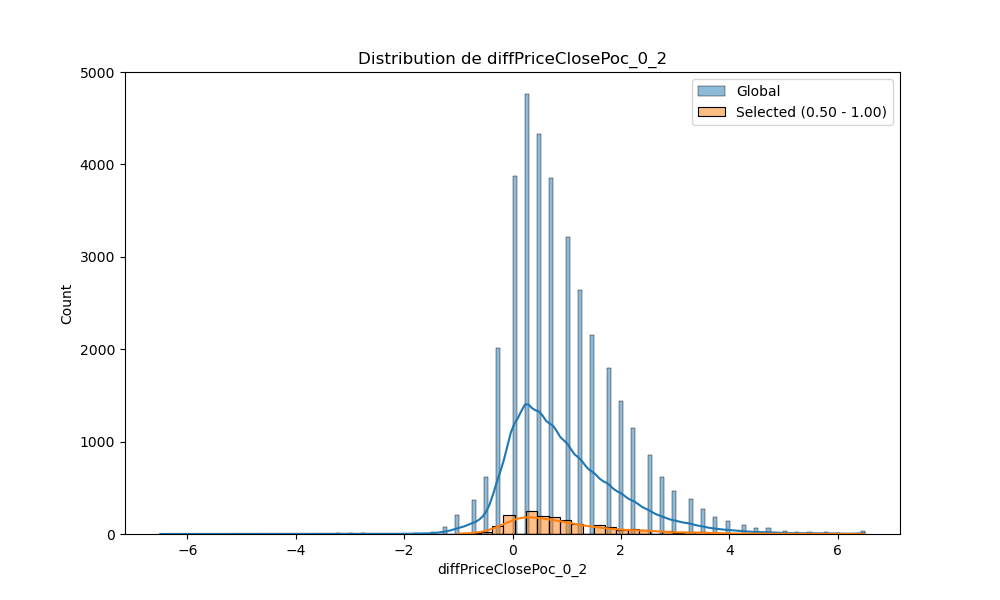 Distribution de diffPriceClosePoc_0_2
Global
Selected (0.50 - 1.00)
5000
4000
3000
2000
1000
0
Count
−6
−4
−2
0
2
4
6
diffPriceClosePoc_0_2